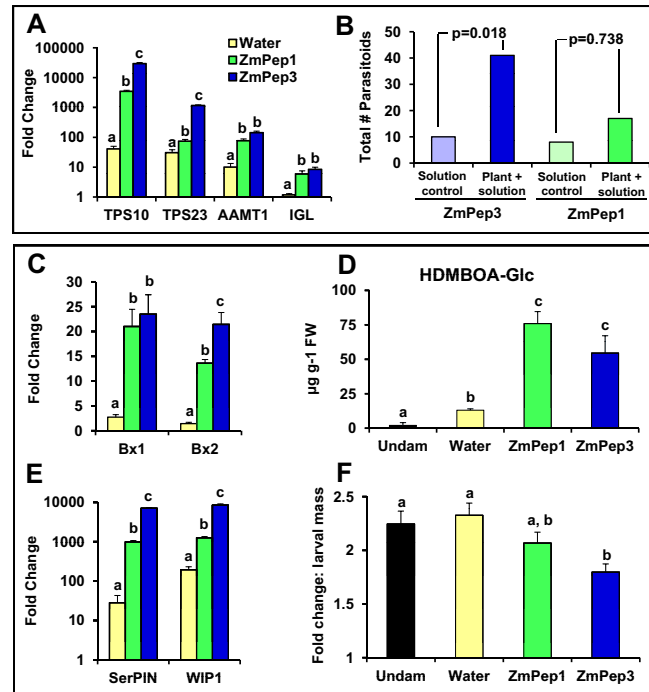 A
Water
ZmPep1
ZmPep3
Fold Change
100000
10000
1000
100
10
1
a b c
a b c
a b b
a b b
TPS10 TPS23 AAMT1 IGL
B
Total # Parasitoids
50
40
30
20
10
0
p=0.018
p=0.738
Solution control
Plant + solution
Solution control
Plant + solution
ZmPep3 ZmPep1
C
Fold Change
30
25
20
15
10
5
0
a b b
a b c
Bx1 Bx2
D
HDMBOA-Glc
µg g-1 FW
100
75
50
25
0
a b c c
Undam Water ZmPep1 ZmPep3
E
Fold Change
10000
1000
100
10
1
a b c
a b c
SerPIN WIP1
F
Fold change: larval mass
2.5
2
1.5
1
a a a, b b
Undam Water ZmPep1 ZmPep3